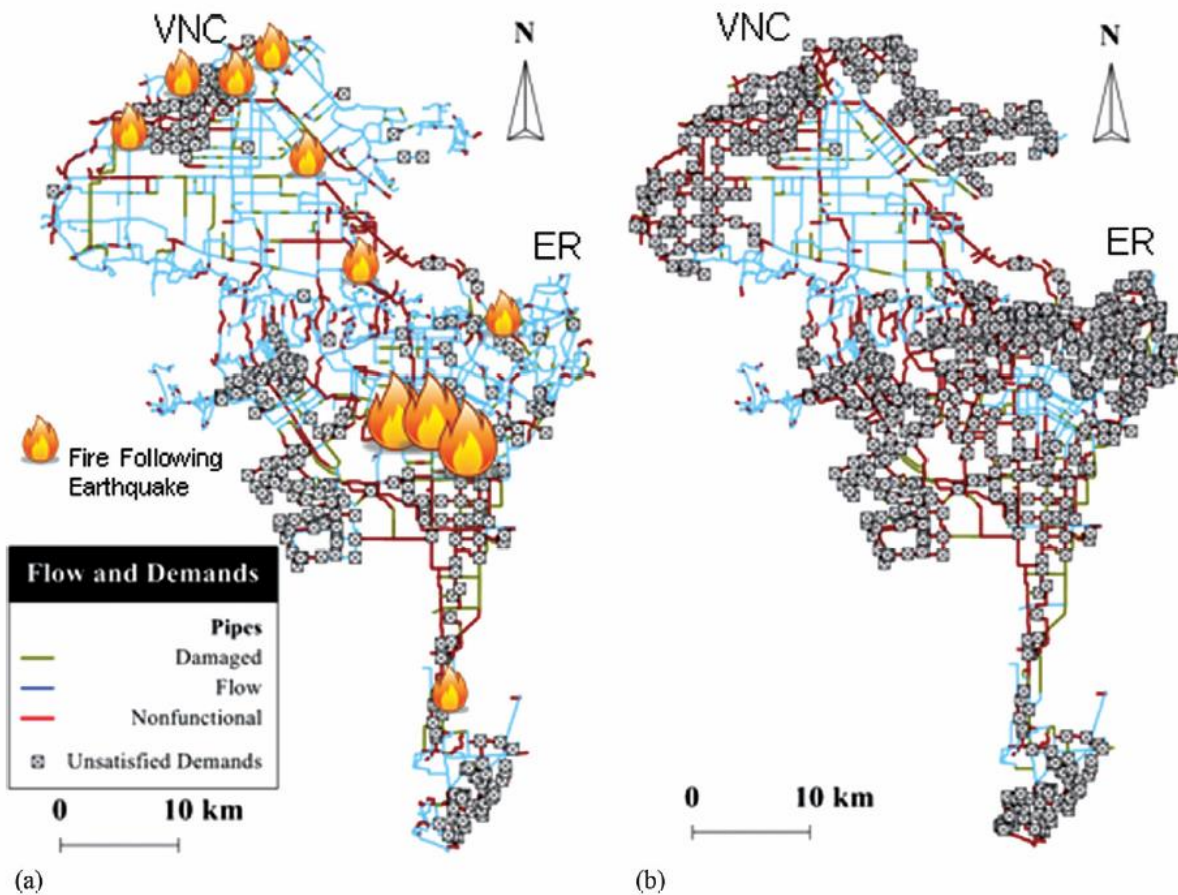 VNC
N
ER
Fire Following
Earthquake
Flow and Demands
Pipes
Damaged
Flow
Nonfunctional
Unsatisfied Demands
0 10 km
(a)
VNC
N
ER
0 10 km
(b)